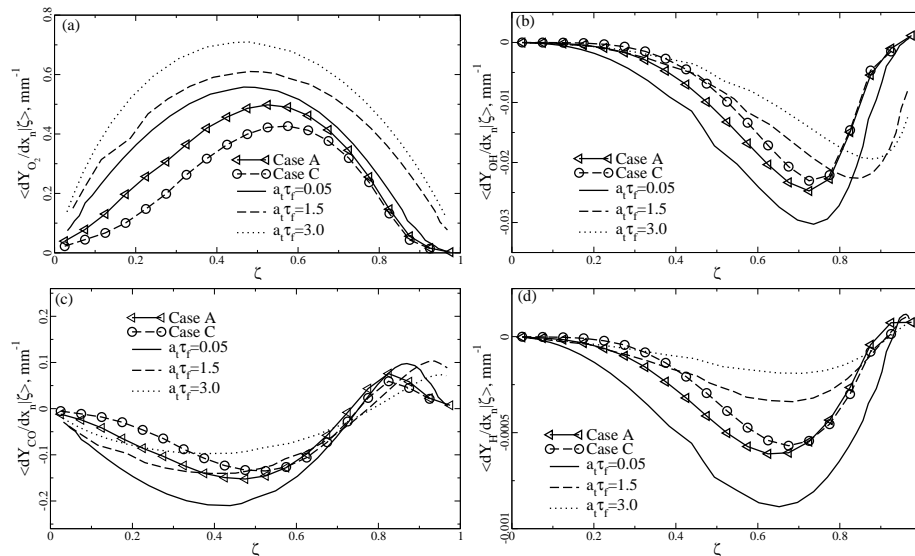 (a)
<dY_O2/dx_n|ζ>, mm^-1
0.8
0.6
0.4
0.2
0
Case A
Case C
a_tτ_f=0.05
a_tτ_f=1.5
a_tτ_f=3.0
0 0.2 0.4 0.6 0.8 1
ζ
(b)
<dY_OH/dx_n|ζ>, mm^-1
0
-0.01
-0.02
-0.03
Case A
Case C
a_tτ_f=0.05
a_tτ_f=1.5
a_tτ_f=3.0
0 0.2 0.4 0.6 0.8
ζ
(c)
<dY_CO/dx_n|ζ>, mm^-1
0.2
0.1
0
-0.1
-0.2
Case A
Case C
a_tτ_f=0.05
a_tτ_f=1.5
a_tτ_f=3.0
0 0.2 0.4 0.6 0.8 1
ζ
(d)
<dY_H/dx_n|ζ>, mm^-1
0
-0.0005
-0.001
Case A
Case C
a_tτ_f=0.05
a_tτ_f=1.5
a_tτ_f=3.0
0 0.2 0.4 0.6 0.8
ζ